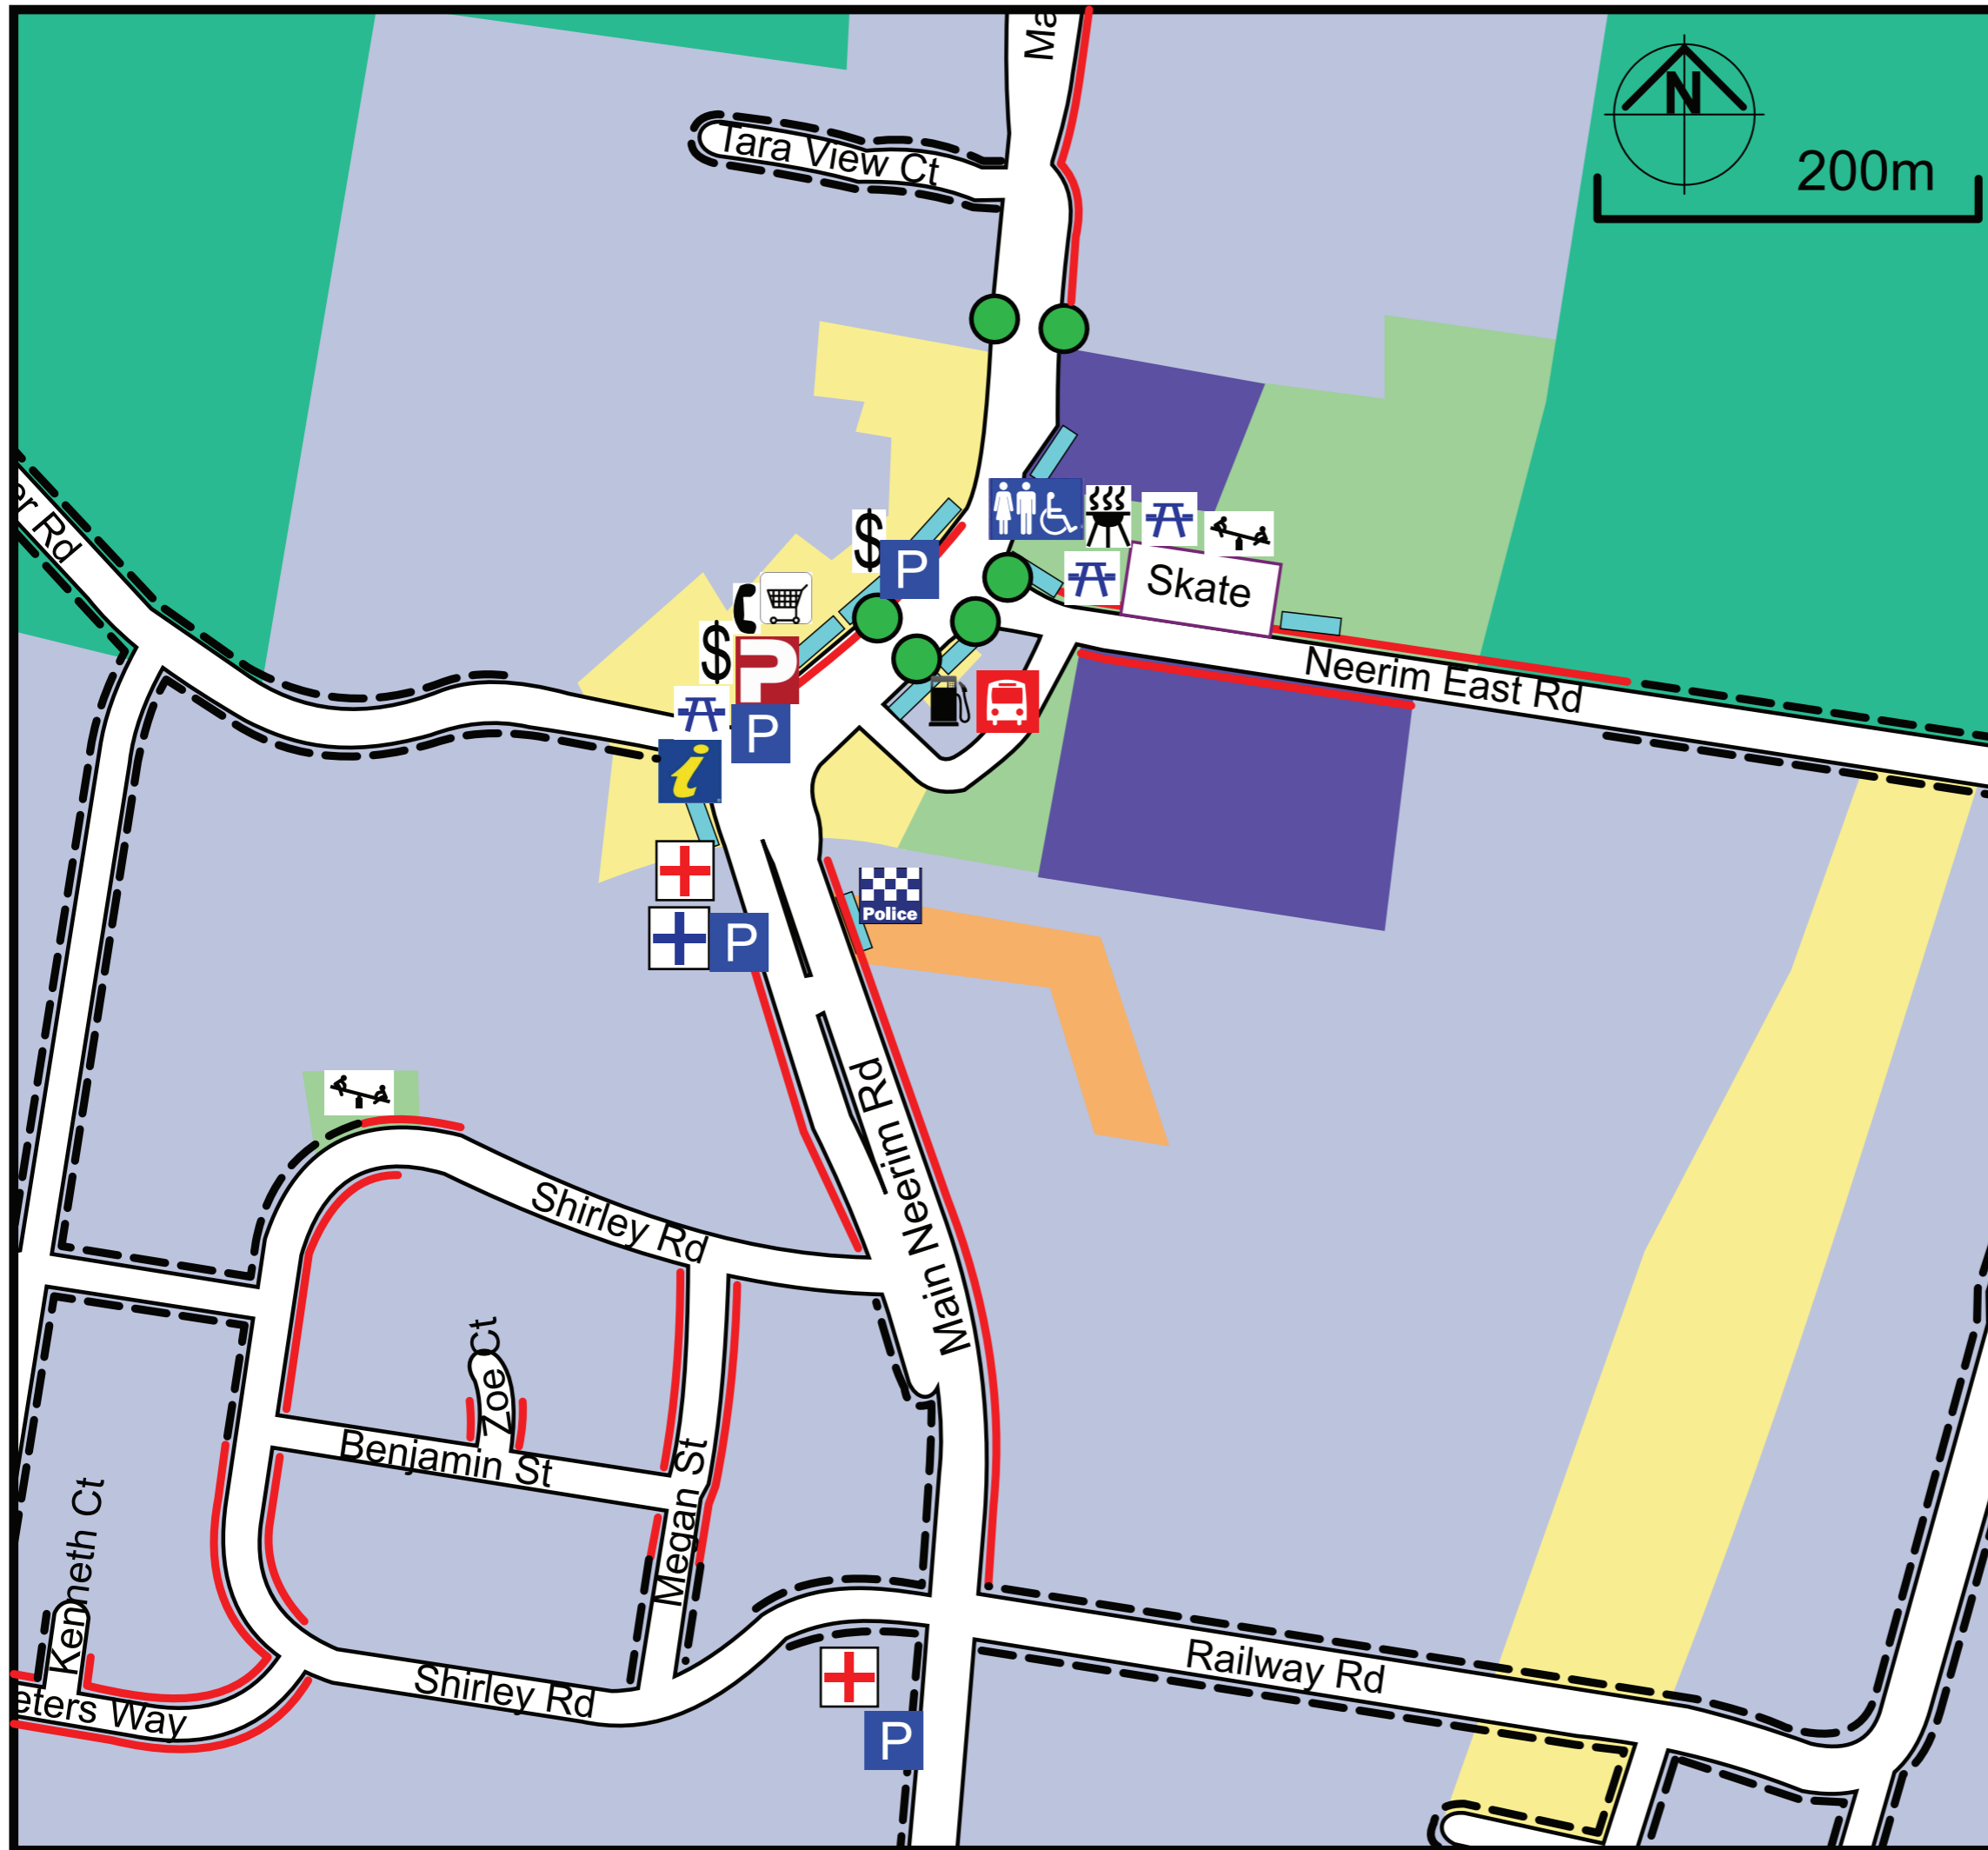 Ma
N
200m
Tara View Ct
er Rd
$
P
Skate
$
P
Neerim East Rd
P
i
Police
P
Main Neerim Rd
Shirley Rd
Zoe Ct
Benjamin St
Megan St
Kenneth Ct
eters Way
Shirley Rd
Railway Rd
P